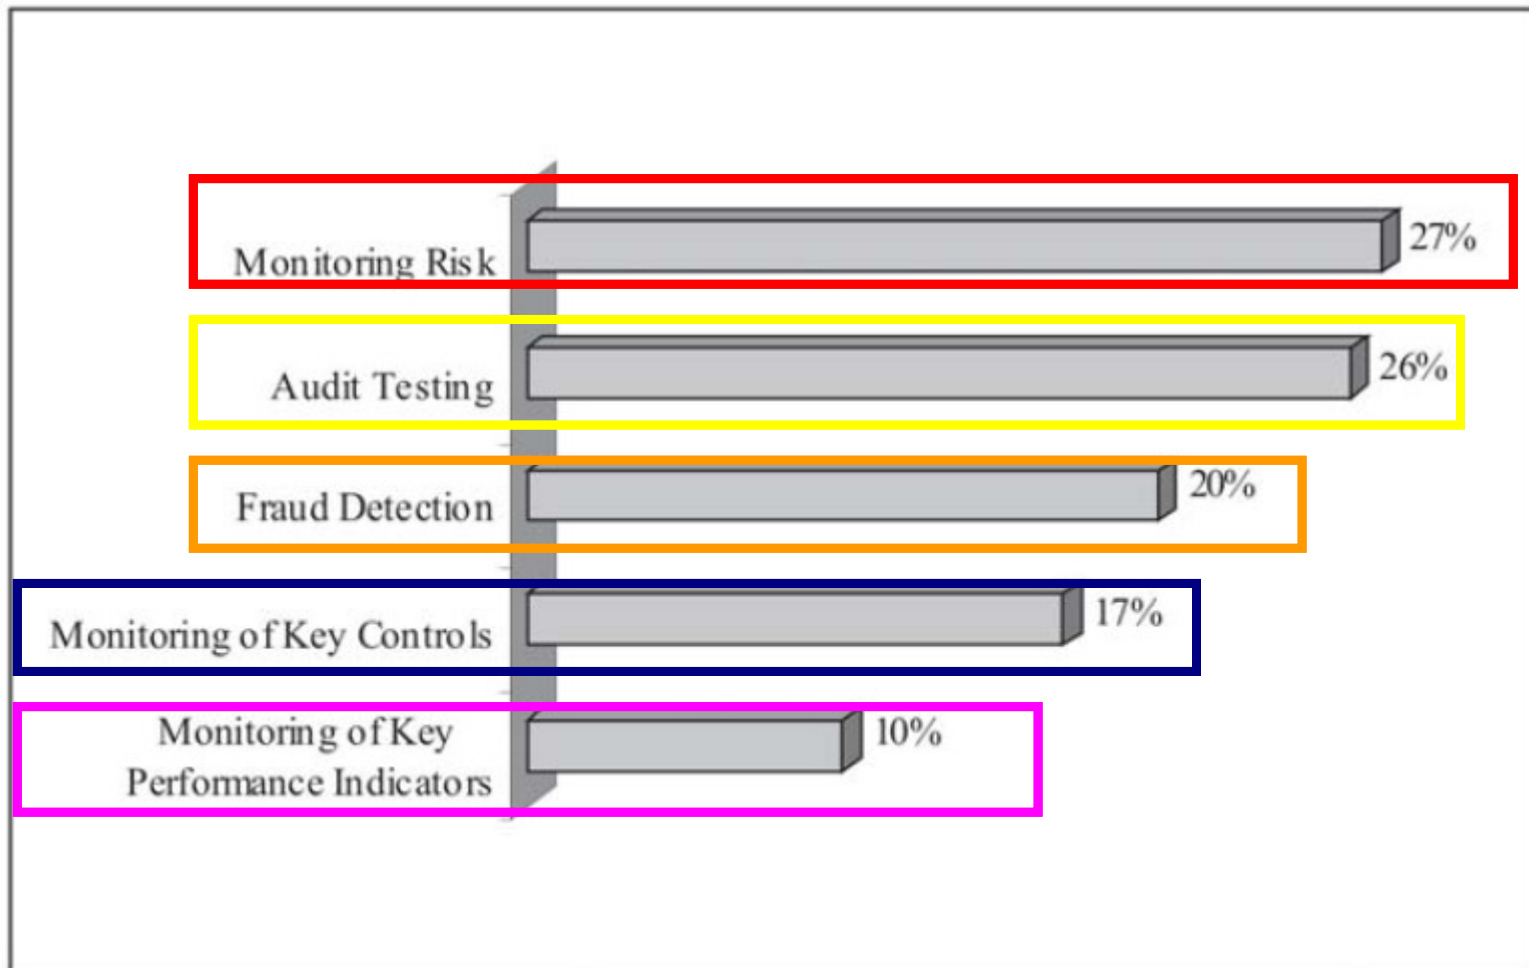 Monitoring Risk 27%
Audit Testing 26%
Fraud Detection 20%
Monitoring of Key Controls 17%
Monitoring of Key 10%
Performance Indicators